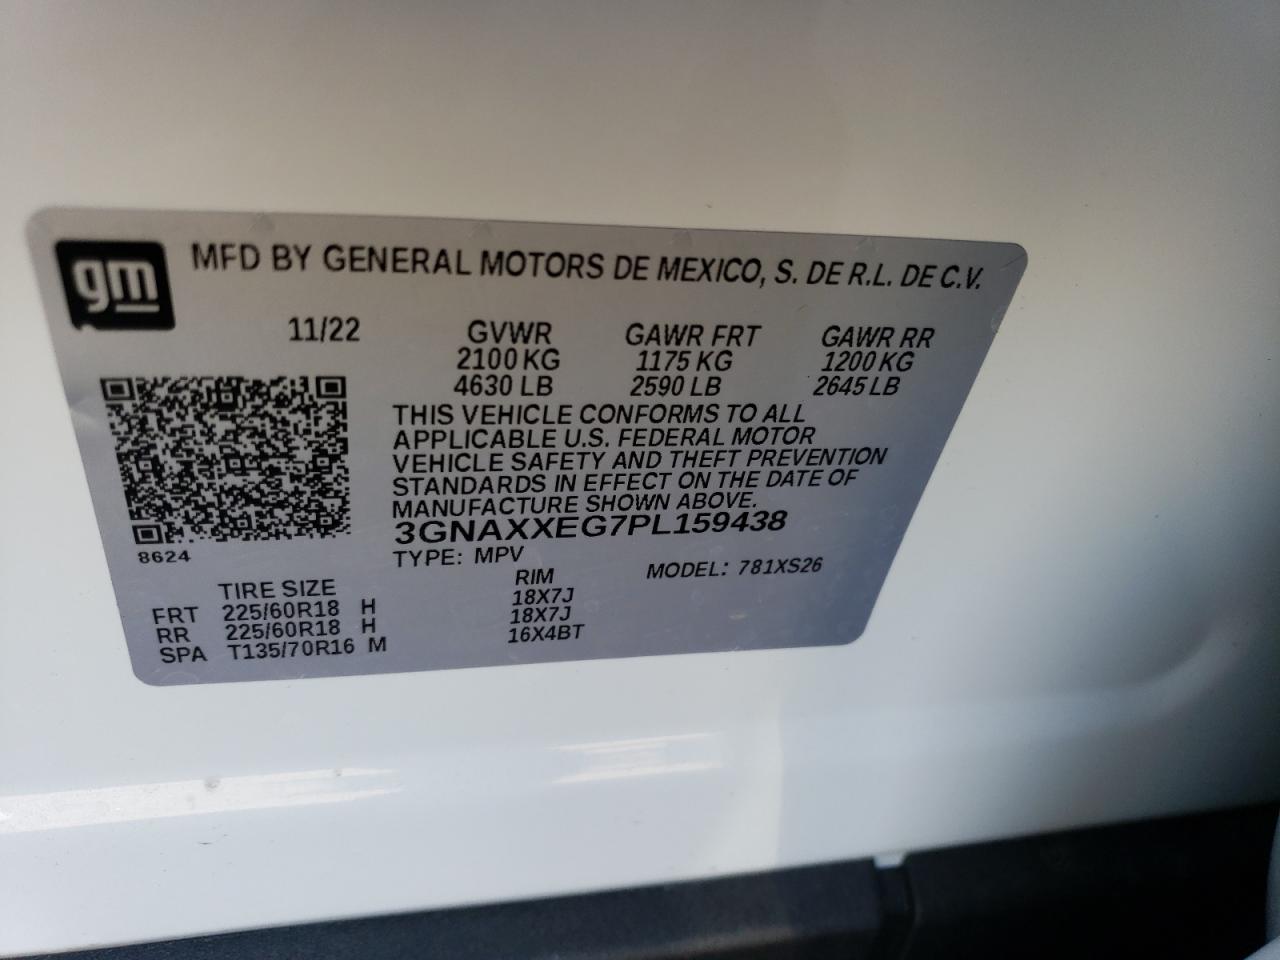 gm
MFD BY GENERAL MOTORS DE MEXICO, S. DE R.L. DE C.V.
11/22 GVWR GAWR FRT GAWR RR
2100 KG 1175 KG 1200 KG
4630 LB 2590 LB 2645 LB
THIS VEHICLE CONFORMS TO ALL
APPLICABLE U.S. FEDERAL MOTOR
VEHICLE SAFETY AND THEFT PREVENTION
STANDARDS IN EFFECT ON THE DATE OF
MANUFACTURE SHOWN ABOVE.
3GNAXXEG7PL159438
8624
TYPE: MPV MODEL: 781XS26
TIRE SIZE RIM
FRT 225/60R18 H 18X7J
RR 225/60R18 H 18X7J
SPA T135/70R16 M 16X4BT